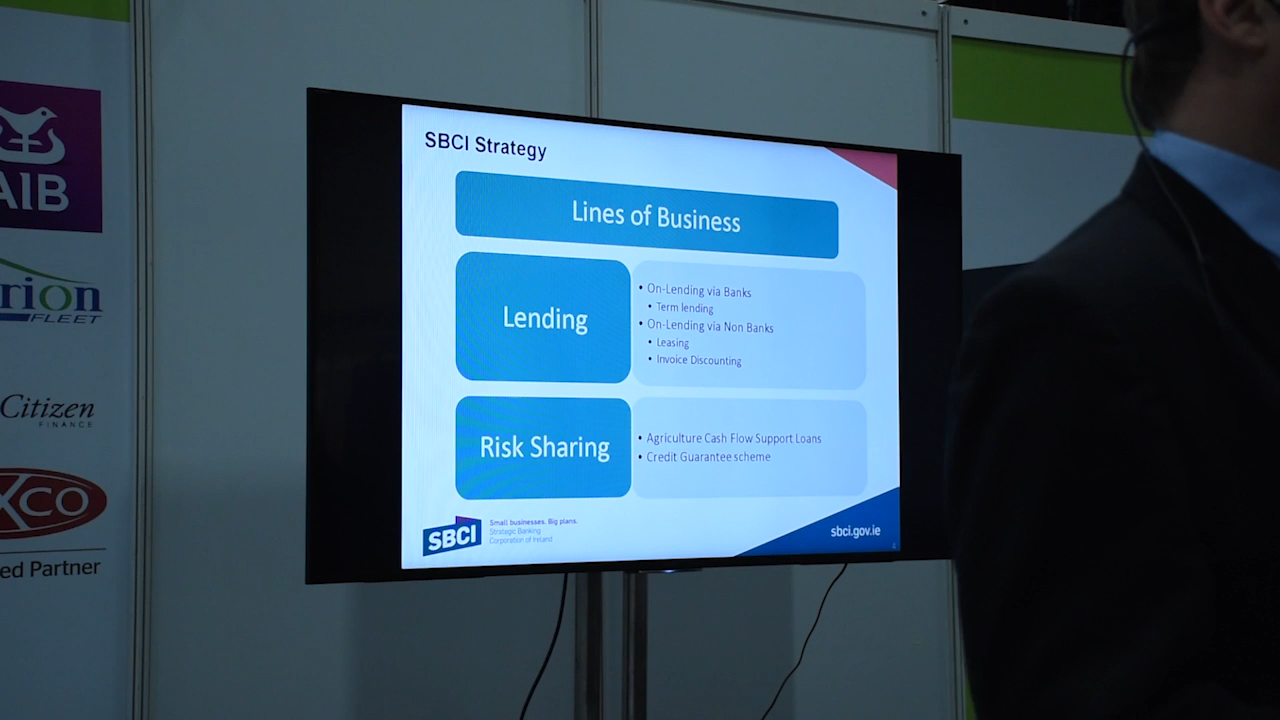 SBCI Strategy
Lines of Business
Lending
• On-Lending via Banks
• Term lending
• On-Lending via Non Banks
• Leasing
• Invoice Discounting
Risk Sharing
• Agriculture Cash Flow Support Loans
• Credit Guarantee scheme
SBCI
Small businesses. Big plans.
Strategic Banking
Corporation of Ireland
sbci.gov.ie
AIB
rion
FLEET
Citizen
FINANCE
XCO
ed Partner